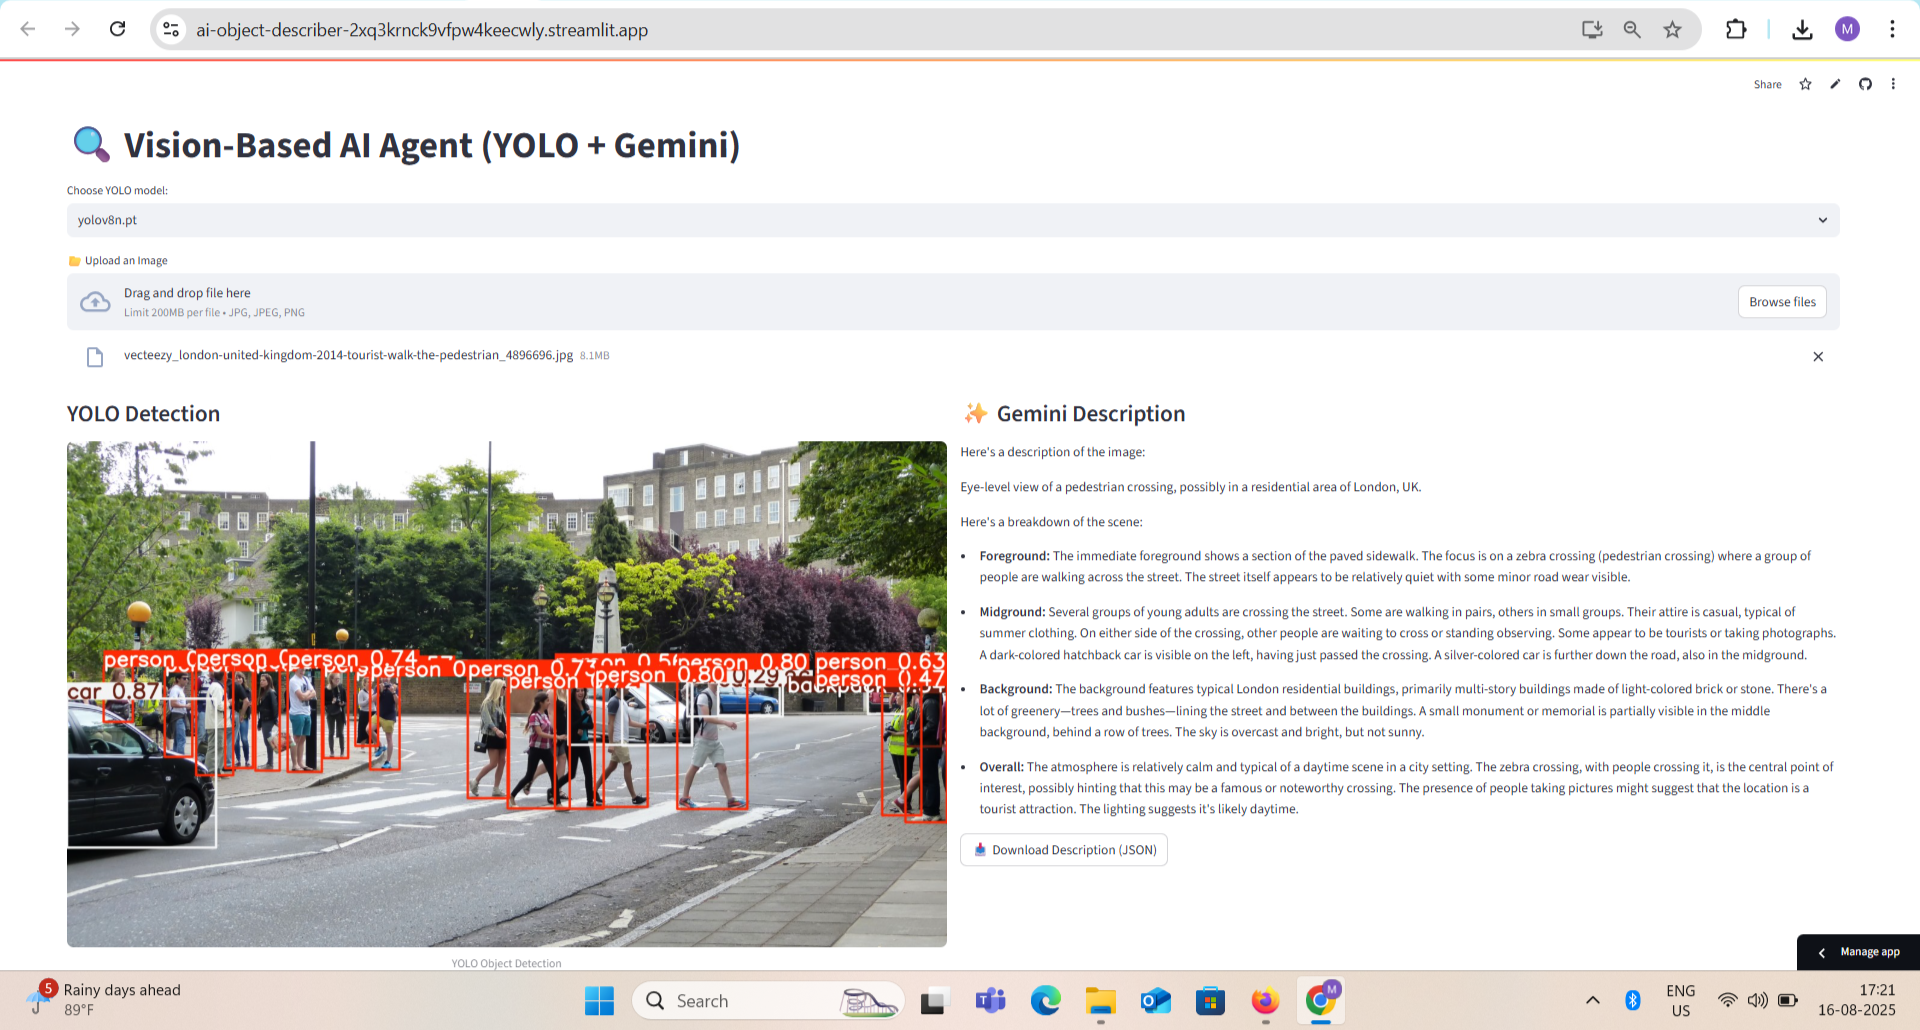 ai-object-describer-2xq3krnck9vfpw4keecwly.streamlit.app
M
Share
Vision-Based AI Agent (YOLO + Gemini)
Choose YOLO model:
yolov8n.pt
Upload an Image
Drag and drop file here
Limit 200MB per file • JPG, JPEG, PNG
Browse files
vecteezy_london-united-kingdom-2014-tourist-walk-the-pedestrian_4896696.jpg 8.1MB
YOLO Detection
person
person
person 0.74
person 0.7
person 0.80
person 0.80
person 0.63
person 0.47
car 0.87
0.29
YOLO Object Detection
Gemini Description
Here's a description of the image:
Eye-level view of a pedestrian crossing, possibly in a residential area of London, UK.
Here's a breakdown of the scene:
• Foreground: The immediate foreground shows a section of the paved sidewalk. The focus is on a zebra crossing (pedestrian crossing) where a group of
people are walking across the street. The street itself appears to be relatively quiet with some minor road wear visible.
• Midground: Several groups of young adults are crossing the street. Some are walking in pairs, others in small groups. Their attire is casual, typical of
summer clothing. On either side of the crossing, other people are waiting to cross or standing observing. Some appear to be tourists or taking photographs.
A dark-colored hatchback car is visible on the left, having just passed the crossing. A silver-colored car is further down the road, also in the midground.
• Background: The background features typical London residential buildings, primarily multi-story buildings made of light-colored brick or stone. There's a
lot of greenery—trees and bushes—lining the street and between the buildings. A small monument or memorial is partially visible in the middle
background, behind a row of trees. The sky is overcast and bright, but not sunny.
• Overall: The atmosphere is relatively calm and typical of a daytime scene in a city setting. The zebra crossing, with people crossing it, is the central point of
interest, possibly hinting that this may be a famous or noteworthy crossing. The presence of people taking pictures might suggest that the location is a
tourist attraction. The lighting suggests it's likely daytime.
Download Description (JSON)
Manage app
5
Rainy days ahead
89°F
Search
M
ENG
US
17:21
16-08-2025